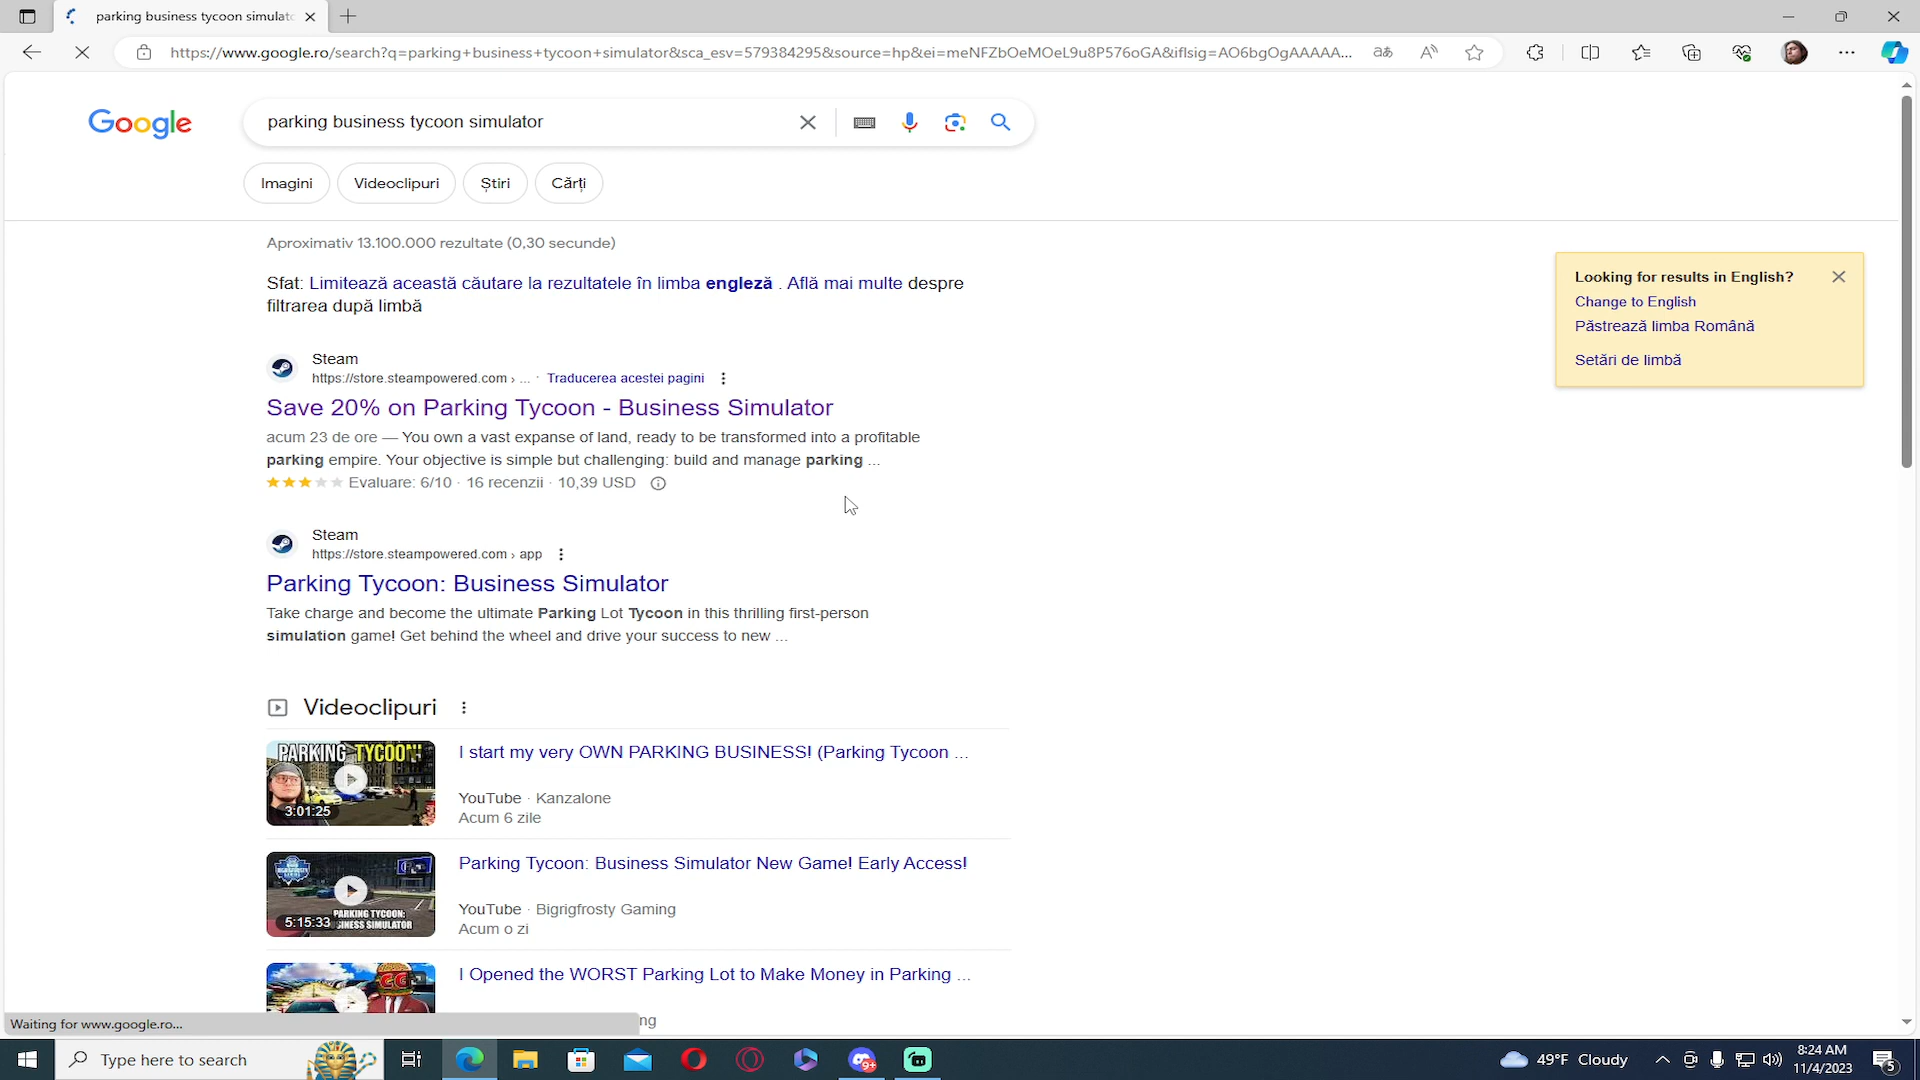 parking business tycoon simulato
https://www.google.ro/search?q=parking+business+tycoon+simulator&sca_esv=579384295&source=hp&ei=meNFZbOeMOeL9u8P576oGA&iflsig=AO6bgOgAAAAA...
Google
parking business tycoon simulator
Imagini
Videoclipuri
Știri
Cărți
Aproximativ 13.100.000 rezultate (0,30 secunde)
Sfat: Limitează această căutare la rezultatele în limba engleză . Află mai multe despre
filtrarea după limbă
Looking for results in English?
Change to English
Păstrează limba Română
Setări de limbă
Steam
https://store.steampowered.com › ... · Traducerea acestei pagini
Save 20% on Parking Tycoon - Business Simulator
acum 23 de ore — You own a vast expanse of land, ready to be transformed into a profitable
parking empire. Your objective is simple but challenging: build and manage parking ...
Evaluare: 6/10 · 16 recenzii · 10,39 USD
Steam
https://store.steampowered.com › app
Parking Tycoon: Business Simulator
Take charge and become the ultimate Parking Lot Tycoon in this thrilling first-person
simulation game! Get behind the wheel and drive your success to new ...
Videoclipuri
PARKING TYCOON!
3:01:25
I start my very OWN PARKING BUSINESS! (Parking Tycoon ...
YouTube · Kanzalone
Acum 6 zile
5:15:33
PARKING TYCOON:
SINESS SIMULATOR
Parking Tycoon: Business Simulator New Game! Early Access!
YouTube · Bigrigfrosty Gaming
Acum o zi
I Opened the WORST Parking Lot to Make Money in Parking ...
ng
Waiting for www.google.ro...
Type here to search
9+
49°F Cloudy
8:24 AM
11/4/2023
5